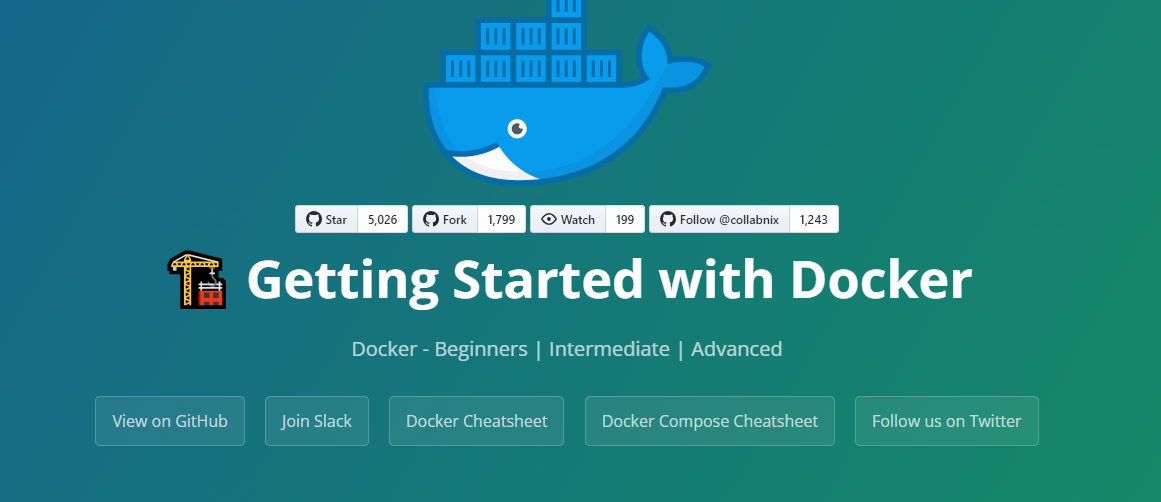 Star 5,026 Fork 1,799 Watch 199 Follow @collabnix 1,243
Getting Started with Docker
Docker - Beginners | Intermediate | Advanced
View on GitHub Join Slack Docker Cheatsheet Docker Compose Cheatsheet Follow us on Twitter